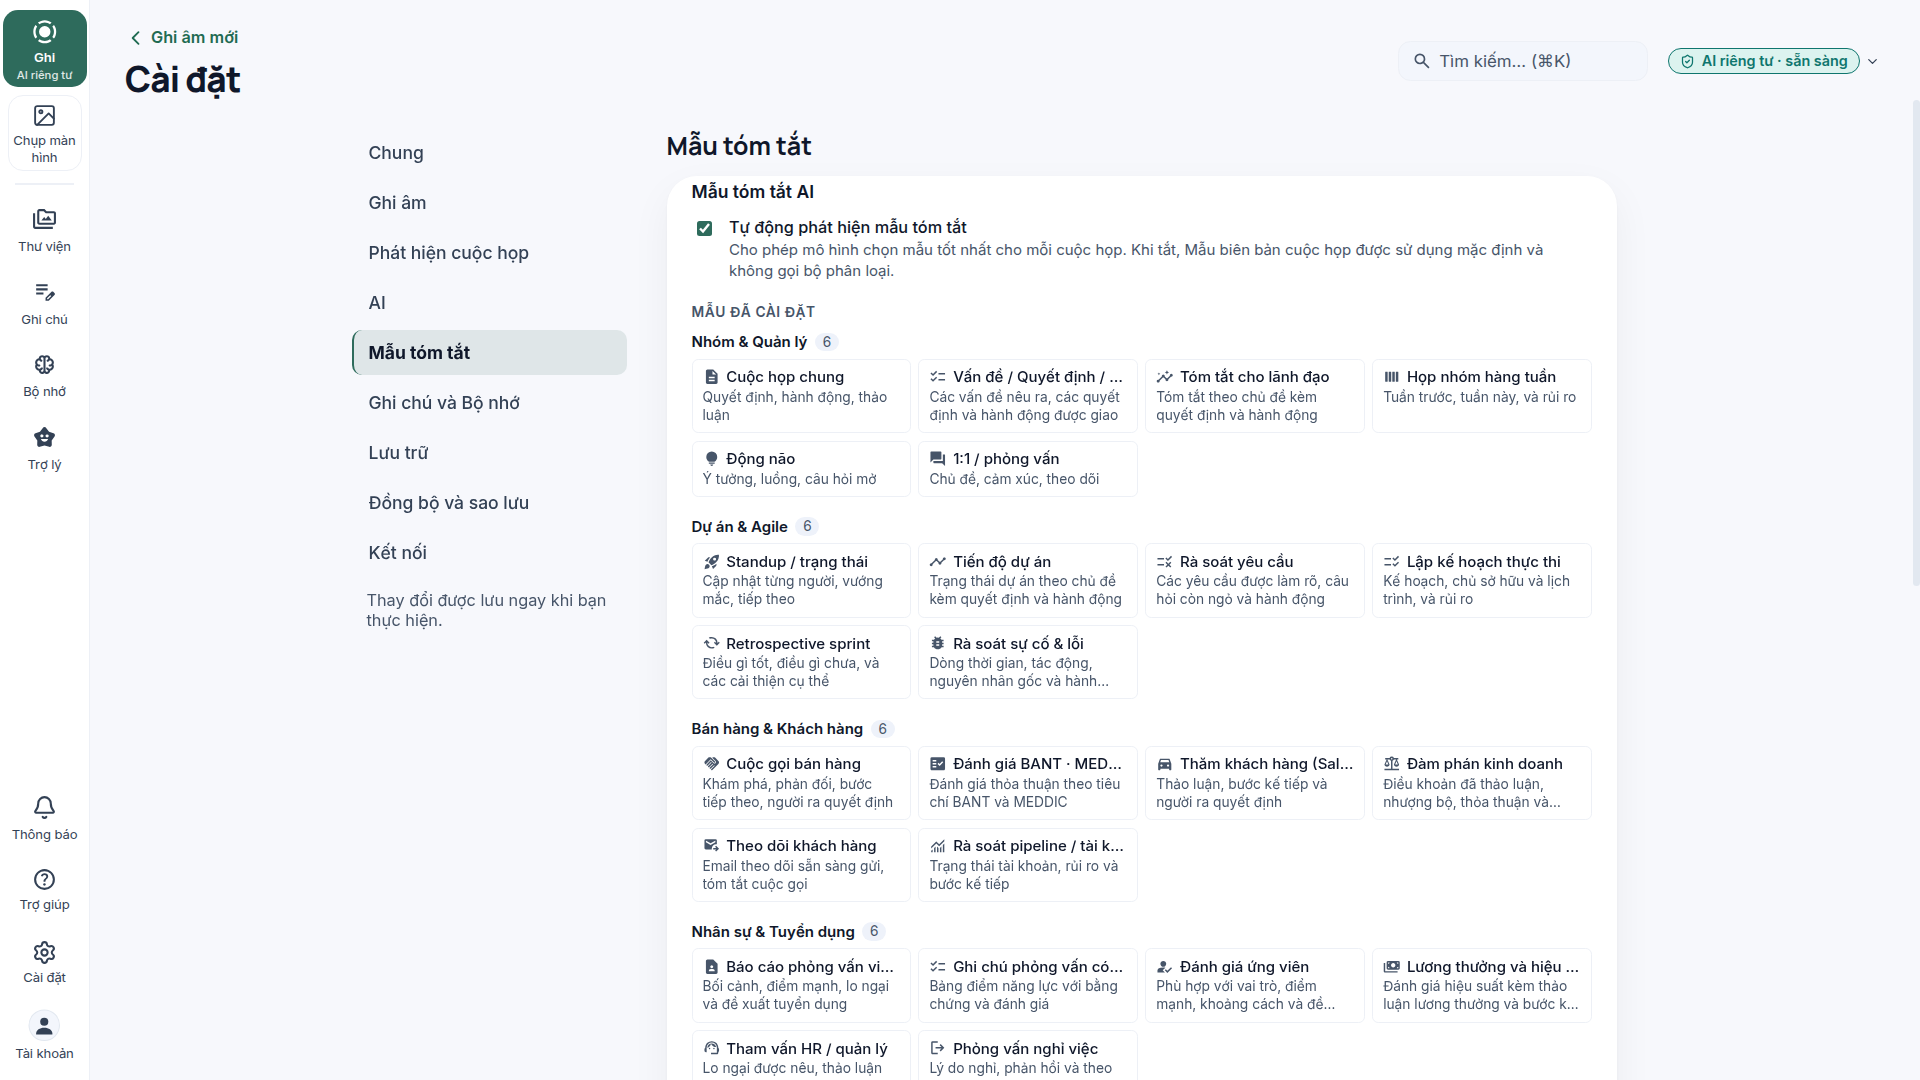 Ghi
AI riêng tư
Chụp màn
hình
Thư viện
Ghi chú
Bộ nhớ
Trợ lý
Thông báo
Trợ giúp
Cài đặt
Tài khoản
Ghi âm mới
Cài đặt
Tìm kiếm... (⌘K)
AI riêng tư · sẵn sàng
Chung
Ghi âm
Phát hiện cuộc họp
AI
Mẫu tóm tắt
Ghi chú và Bộ nhớ
Lưu trữ
Đồng bộ và sao lưu
Kết nối
Thay đổi được lưu ngay khi bạn
thực hiện.
Mẫu tóm tắt
Mẫu tóm tắt AI
Tự động phát hiện mẫu tóm tắt
Cho phép mô hình chọn mẫu tốt nhất cho mỗi cuộc họp. Khi tắt, Mẫu biên bản cuộc họp được sử dụng mặc định và
không gọi bộ phân loại.
MẪU ĐÃ CÀI ĐẶT
Nhóm & Quản lý 6
Cuộc họp chung
Quyết định, hành động, thảo
luận
Vấn đề / Quyết định / ...
Các vấn đề nêu ra, các quyết
định và hành động được giao
Tóm tắt cho lãnh đạo
Tóm tắt theo chủ đề kèm
quyết định và hành động
Họp nhóm hàng tuần
Tuần trước, tuần này, và rủi ro
Động não
Ý tưởng, luồng, câu hỏi mở
1:1 / phỏng vấn
Chủ đề, cảm xúc, theo dõi
Dự án & Agile 6
Standup / trạng thái
Cập nhật từng người, vướng
mắc, tiếp theo
Tiến độ dự án
Trạng thái dự án theo chủ đề
kèm quyết định và hành động
Rà soát yêu cầu
Các yêu cầu được làm rõ, câu
hỏi còn ngỏ và hành động
Lập kế hoạch thực thi
Kế hoạch, chủ sở hữu và lịch
trình, và rủi ro
Retrospective sprint
Điều gì tốt, điều gì chưa, và
các cải thiện cụ thể
Rà soát sự cố & lỗi
Dòng thời gian, tác động,
nguyên nhân gốc và hành...
Bán hàng & Khách hàng 6
Cuộc gọi bán hàng
Khám phá, phản đối, bước
tiếp theo, người ra quyết định
Đánh giá BANT · MED...
Đánh giá thỏa thuận theo tiêu
chí BANT và MEDDIC
Thăm khách hàng (Sal...
Thảo luận, bước kế tiếp và
người ra quyết định
Đàm phán kinh doanh
Điều khoản đã thảo luận,
nhượng bộ, thỏa thuận và...
Theo dõi khách hàng
Email theo dõi sẵn sàng gửi,
tóm tắt cuộc gọi
Rà soát pipeline / tài k...
Trạng thái tài khoản, rủi ro và
bước kế tiếp
Nhân sự & Tuyển dụng 6
Báo cáo phỏng vấn vi...
Bối cảnh, điểm mạnh, lo ngại
và đề xuất tuyển dụng
Ghi chú phỏng vấn có...
Bảng điểm năng lực với bằng
chứng và đánh giá
Đánh giá ứng viên
Phù hợp với vai trò, điểm
mạnh, khoảng cách và đề...
Lương thưởng và hiệu ...
Đánh giá hiệu suất kèm thảo
luận lương thưởng và bước k...
Tham vấn HR / quản lý
Lo ngại được nêu, thảo luận
Phỏng vấn nghỉ việc
Lý do nghỉ, phản hồi và theo